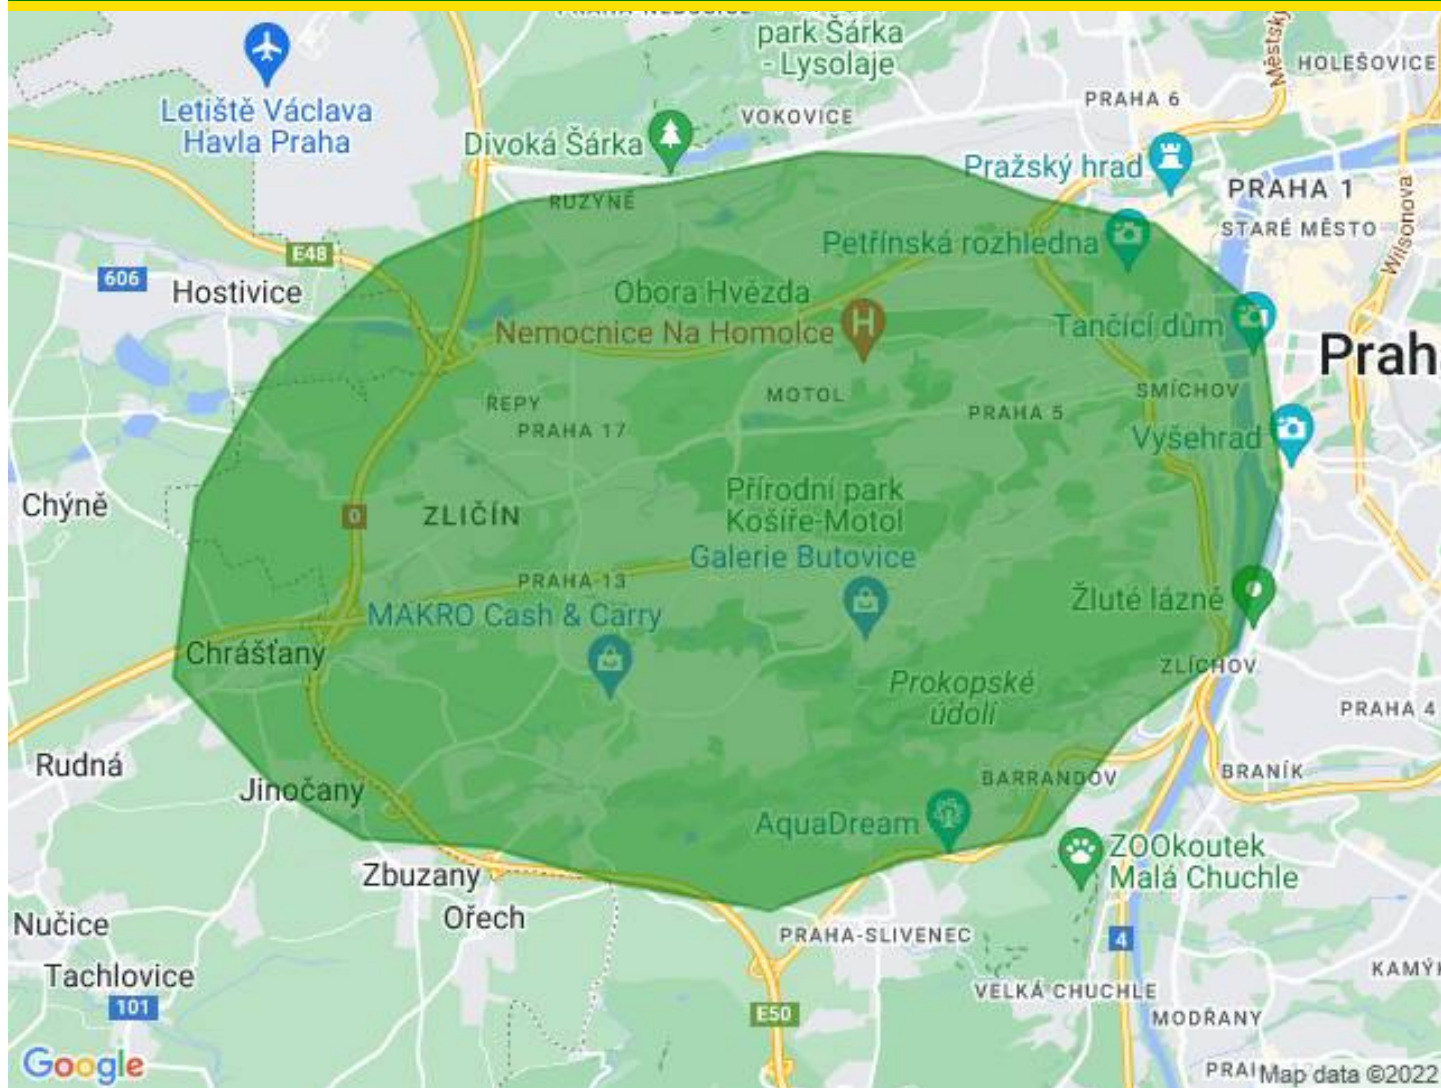 park Šárka
- Lysolaje
Městský
HOLEŠOVICE
Letiště Václava
Havla Praha
VOKOVICE
PRAHA 6
Divoká Šárka
Pražský hrad
PRAHA 1
RUZYNĚ
STARÉ MĚSTO
Wilsonova
Petřínská rozhledna
E48
606
Hostivice
Obora Hvězda
Nemocnice Na Homolce
Tančící dům
Prah
ŘEPY
MOTOL
SMÍCHOV
PRAHA 5
PRAHA 17
Vyšehrad
Chýně
0
ZLIČÍN
Přírodní park
Košíře-Motol
Galerie Butovice
PRAHA-13
MAKRO Cash & Carry
Žluté lázně
Chrášťany
ZLÍCHOV
Prokopské
údolí
PRAHA 4
Rudná
Jinočany
BARRANDOV
BRANÍK
AquaDream
ZOOkoutek
Malá Chuchle
Zbuzany
Ořech
Nučice
PRAHA-SLIVENEC
4
Tachlovice
KAMÝK
101
VELKÁ CHUCHLE
E50
MODŘANY
Google
PRAH
Map data ©2022